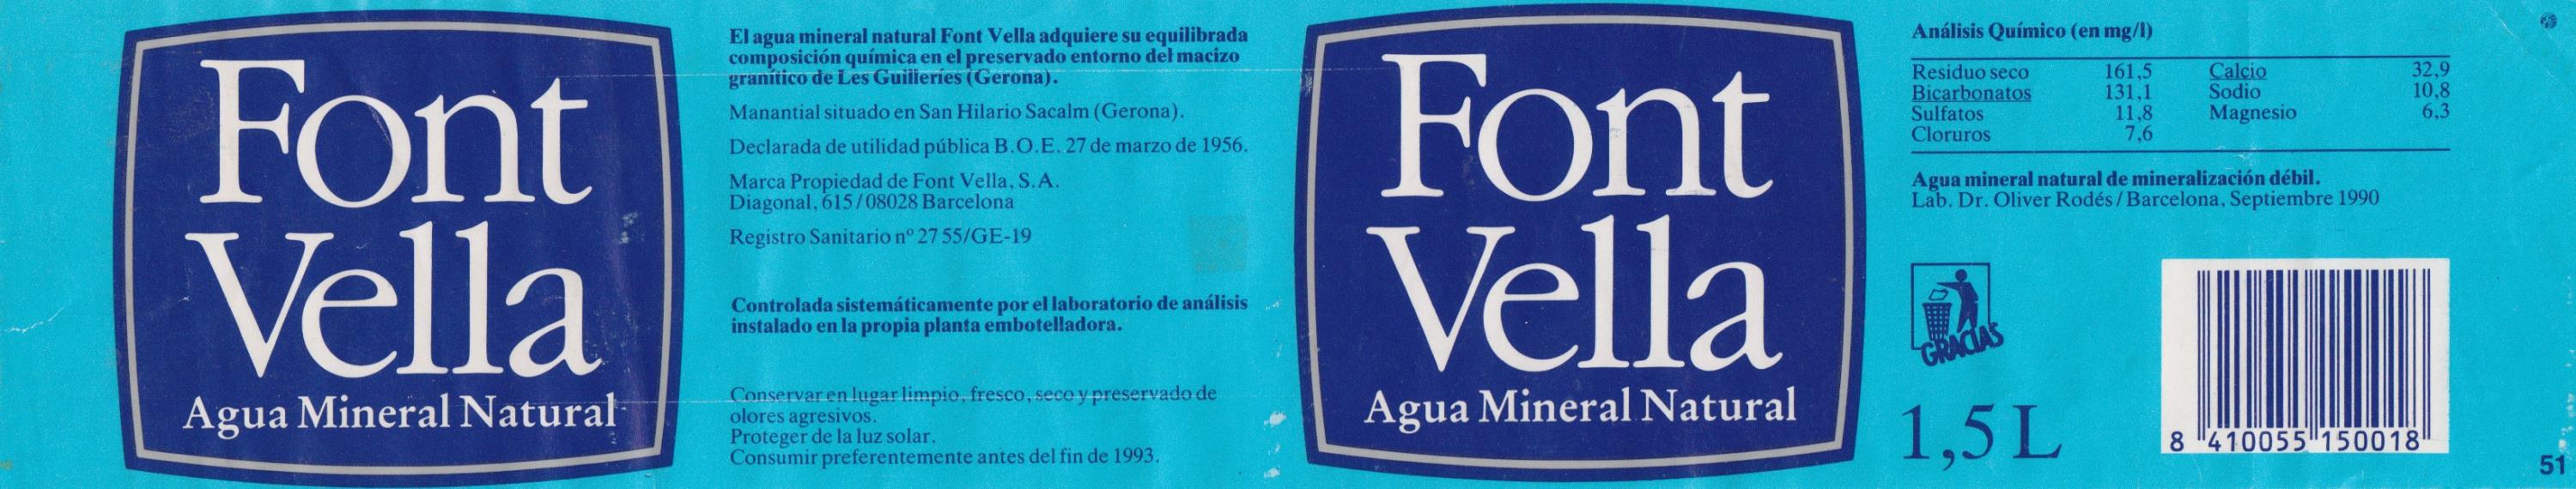 Font
Vella
Agua Mineral Natural
El agua mineral natural Font Vella adquiere su equilibrada
composición química en el preservado entorno del macizo
granítico de Les Guilleríes (Gerona).
Manantial situado en San Hilario Sacalm (Gerona).
Declarada de utilidad pública B.O.E. 27 de marzo de 1956.
Marca Propiedad de Font Vella, S.A.
Diagonal, 615 / 08028 Barcelona
Registro Sanitario nº 27 55/GE-19
Controlada sistemáticamente por el laboratorio de análisis
instalado en la propia planta embotelladora.
Conservar en lugar limpio, fresco, seco y preservado de
olores agresivos.
Proteger de la luz solar.
Consumir preferentemente antes del fin de 1993.
Font
Vella
Agua Mineral Natural
Análisis Químico (en mg/l)
Residuo seco 161,5 Calcio 32,9
Bicarbonatos 131,1 Sodio 10,8
Sulfatos 11,8 Magnesio 6,3
Cloruros 7,6
Agua mineral natural de mineralización débil.
Lab. Dr. Oliver Rodés / Barcelona, Septiembre 1990
GRACIAS
1,5 L
8 410055 150018
51